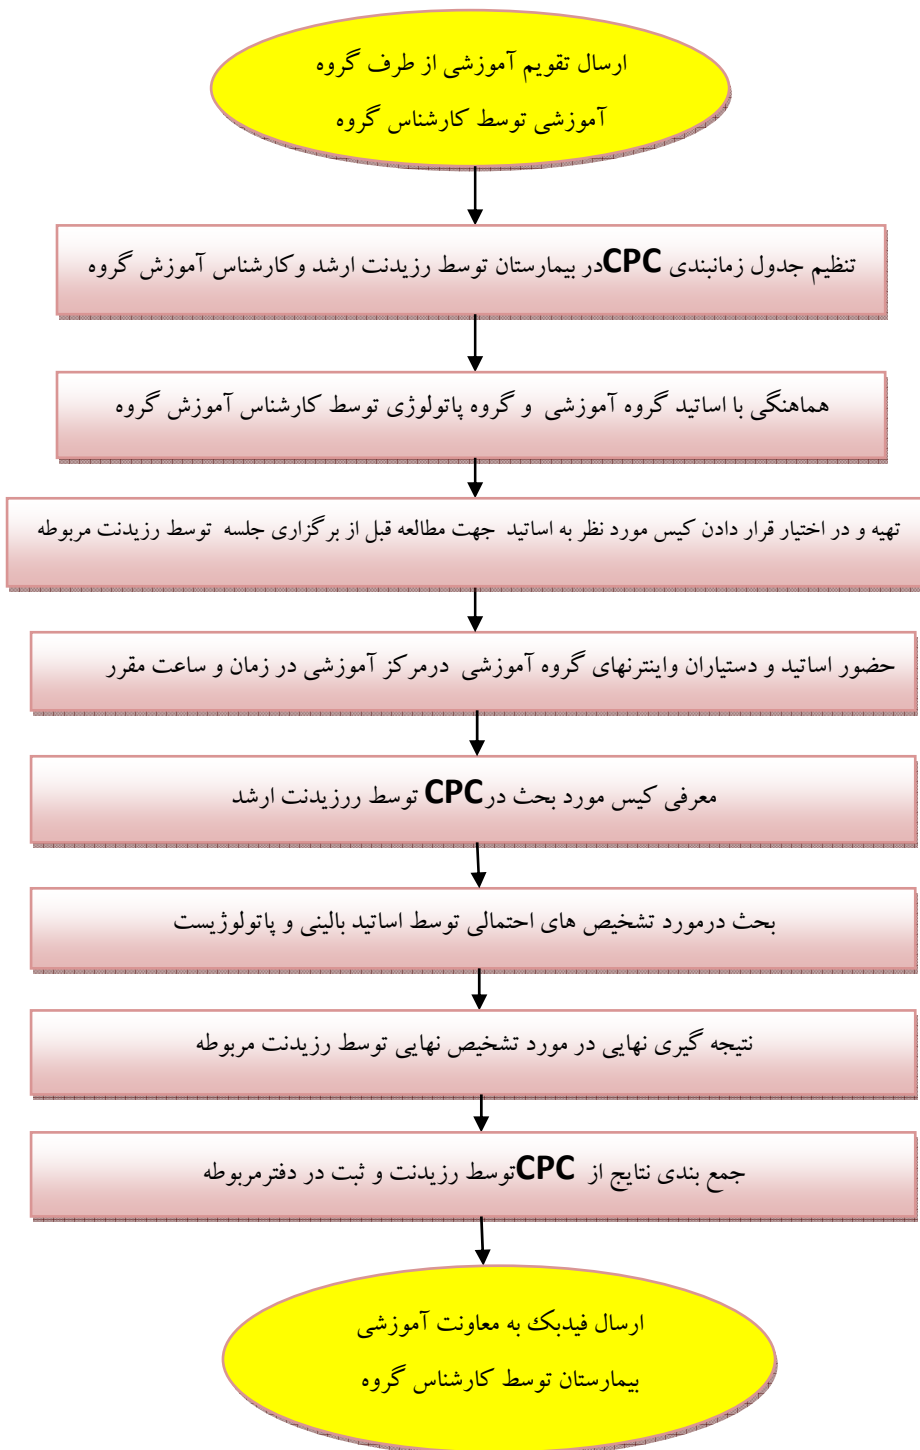 ارسال تقویم آموزشی از طرف گروه
آموزشی توسط کارشناس گروه
تنظیم جدول زمانبندی CPCدر بیمارستان توسط رزیدنت ارشد وکارشناس آموزش گروه
هماهنگی با اساتید گروه آموزشی و گروه پاتولوژی توسط کارشناس آموزش گروه
تهیه و در اختیار قرار دادن کیس مورد نظر به اساتید جهت مطالعه قبل از برگزاری جلسه توسط رزیدنت مربوطه
حضور اساتید و دستیاران واینترنهای گروه آموزشی درمرکز آموزشی در زمان و ساعت مقرر
معرفی کیس مورد بحث درCPC توسط ررزیدنت ارشد
بحث درمورد تشخیص های احتمالی توسط اساتید بالینی و پاتولوژیست
نتیجه گیری نهایی در مورد تشخیص نهایی توسط رزیدنت مربوطه
جمع بندی نتایج از CPCتوسط رزیدنت و ثبت در دفترمربوطه
ارسال فیدبک به معاونت آموزشی
بیمارستان توسط کارشناس گروه